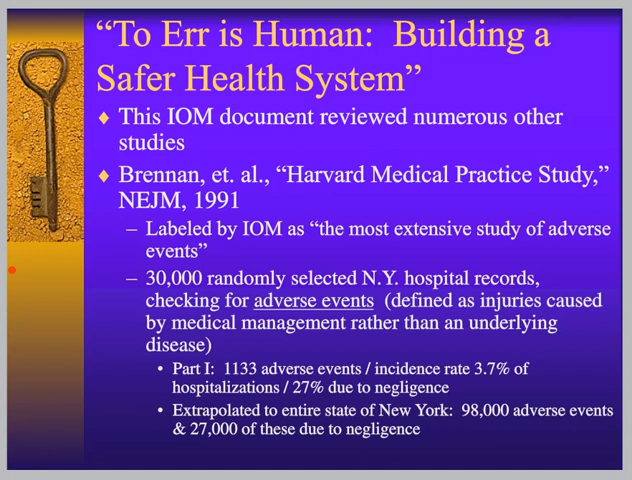 “To Err is Human:  Building a
Safer Health System”
♦ This IOM document reviewed numerous other
studies
♦ Brennan, et. al., “Harvard Medical Practice Study,”
NEJM, 1991
– Labeled by IOM as “the most extensive study of adverse
events”
– 30,000 randomly selected N.Y. hospital records,
checking for adverse events  (defined as injuries caused
by medical management rather than an underlying
disease)
• Part I:  1133 adverse events / incidence rate 3.7% of
hospitalizations / 27% due to negligence
• Extrapolated to entire state of New York:  98,000 adverse events
& 27,000 of these due to negligence